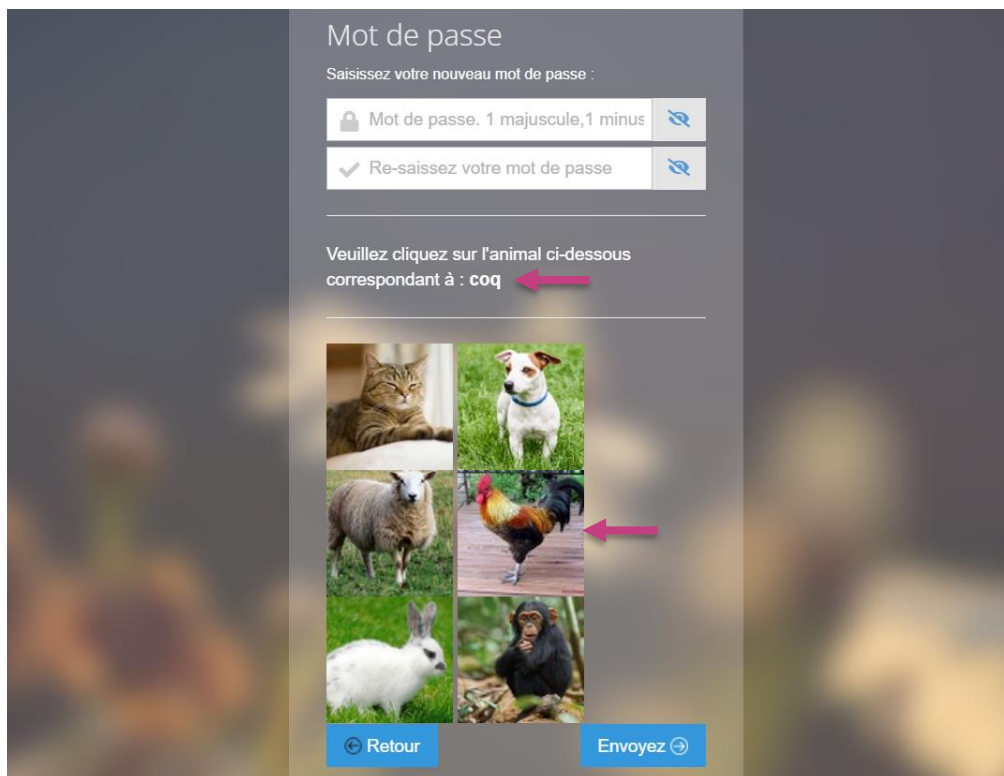 Mot de passe
Saisissez votre nouveau mot de passe :
Mot de passe. 1 majuscule,1 minus
Re-saissez votre mot de passe
Veuillez cliquez sur l'animal ci-dessous
correspondant à : coq
Retour
Envoyez